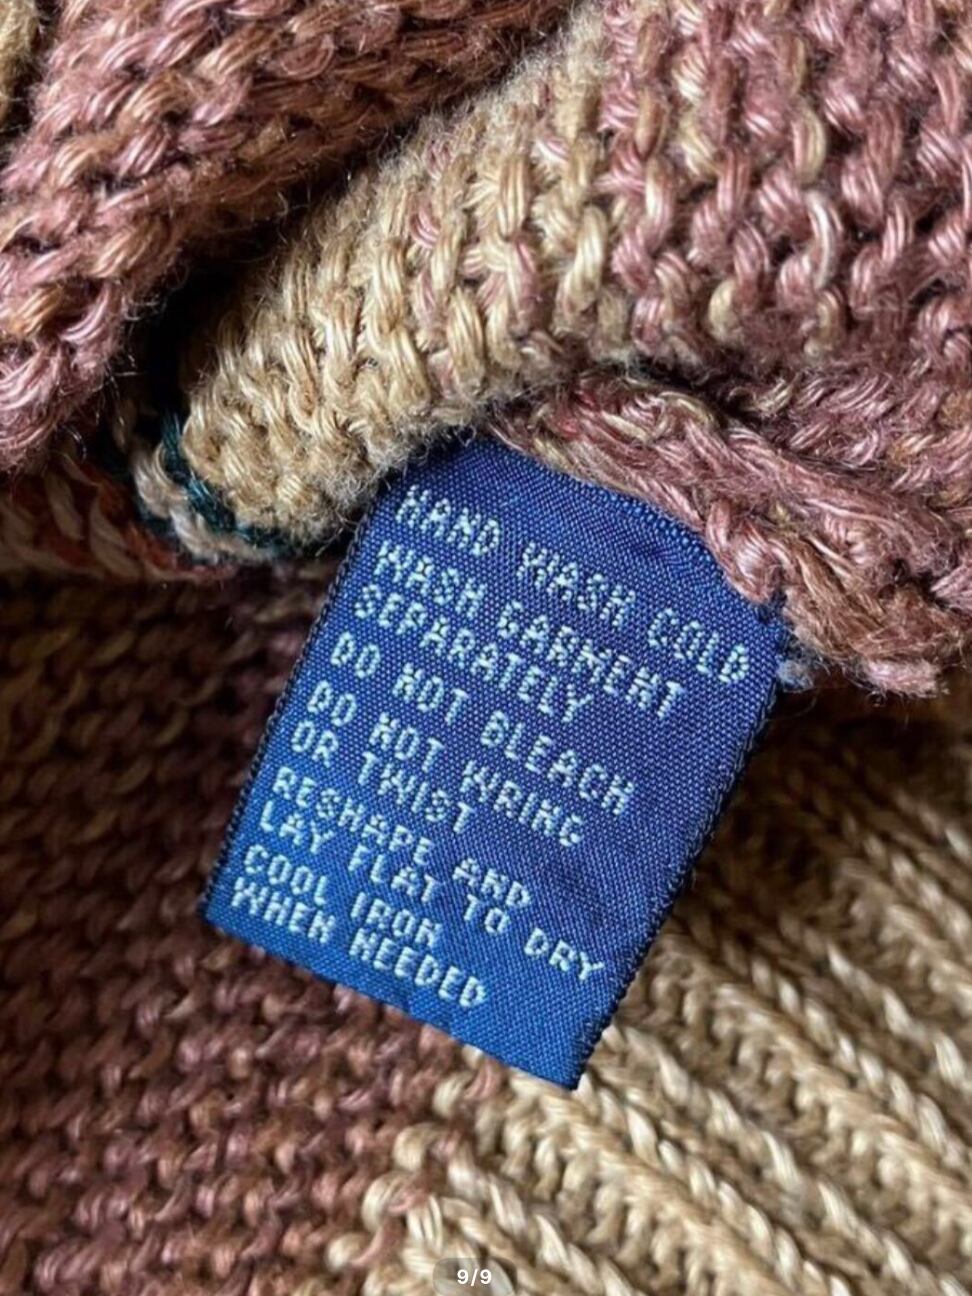 HAND WASH COLD
WASH GARMENT
SEPARATELY
DO NOT BLEACH
DO NOT WRING
OR TWIST
RESHAPE AND
LAY FLAT TO DRY
COOL IRON
WHEN NEEDED
9/9